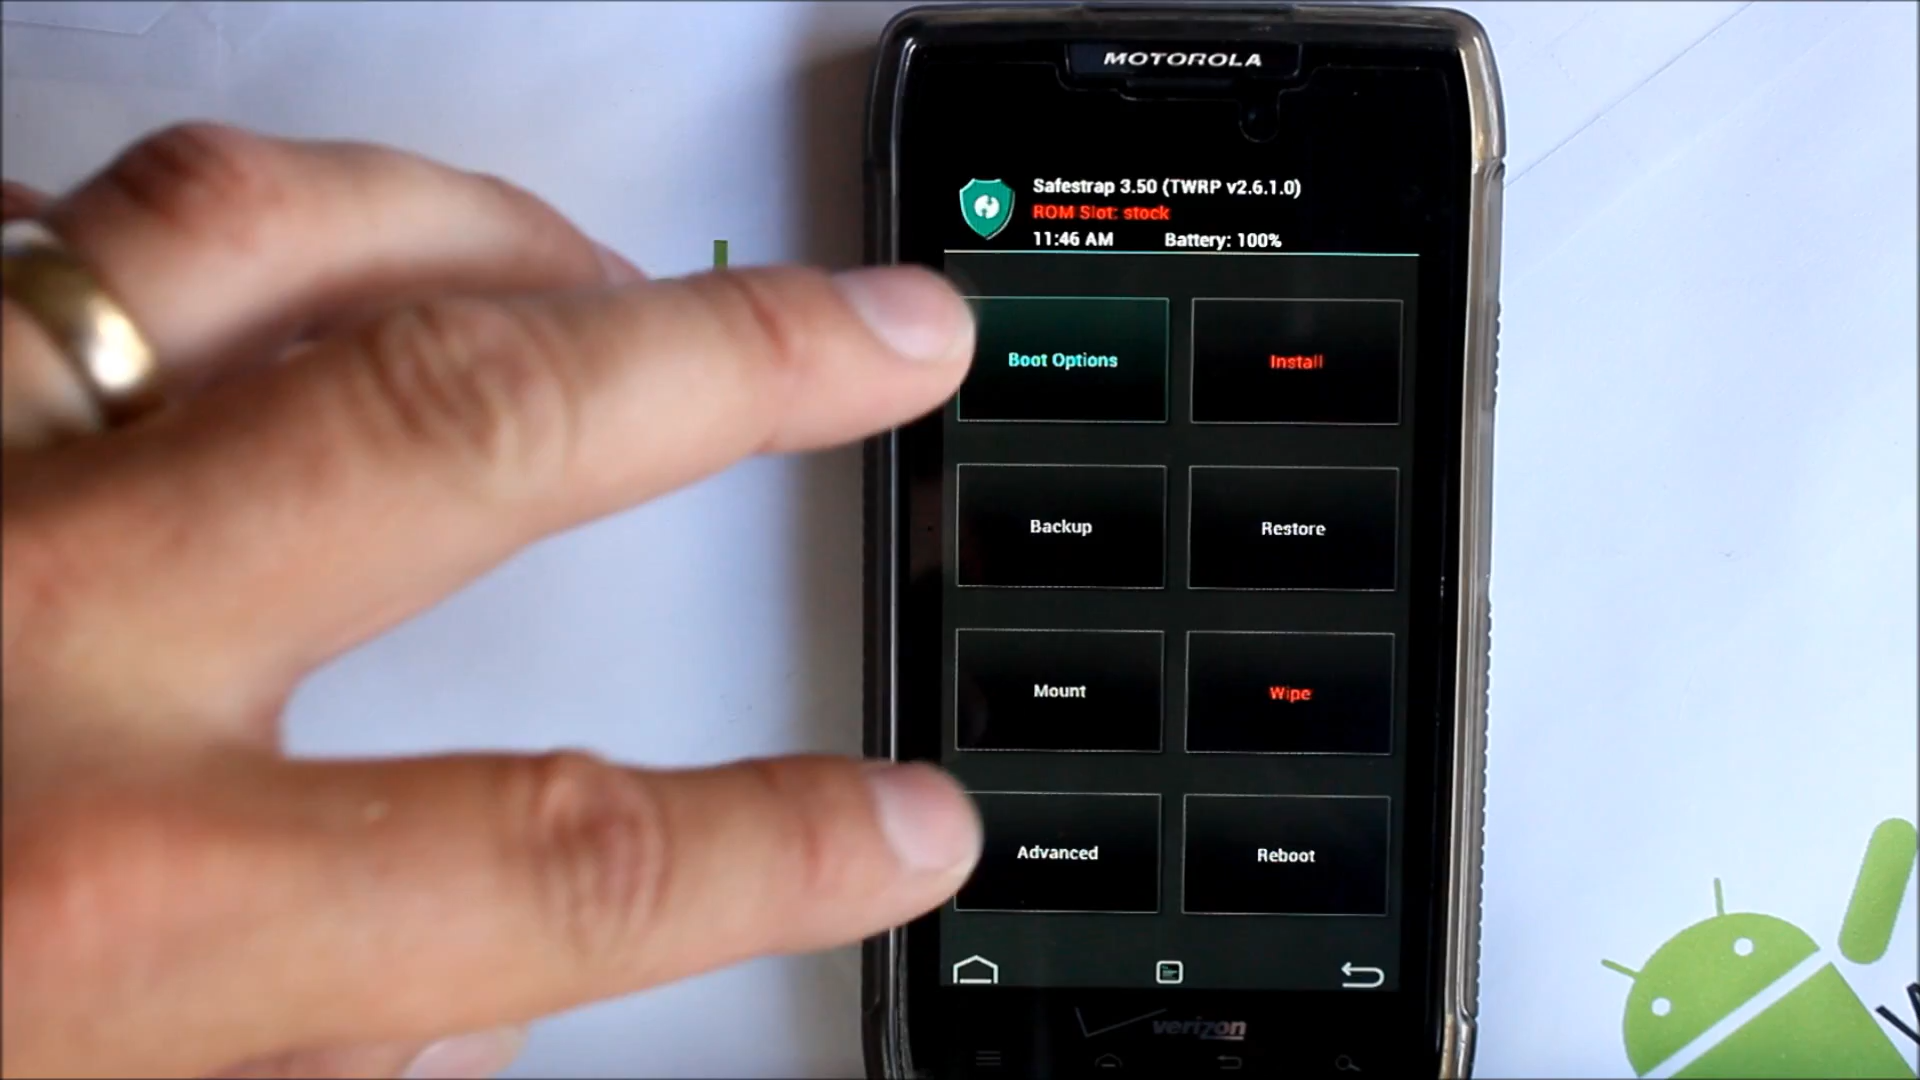 MOTOROLA
Safestrap 3.50 (TWRP v2.6.1.0)
ROM Slot: stock
11:46 AM Battery: 100%
Boot Options Install
Backup Restore
Mount Wipe
Advanced Reboot
verizon